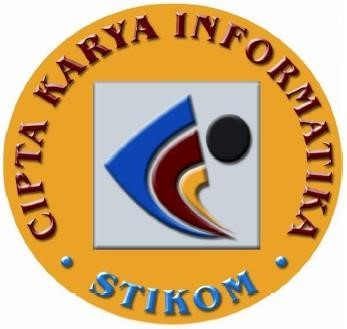 CIPTA KARYA INFORMATIKA
• STIKOM •